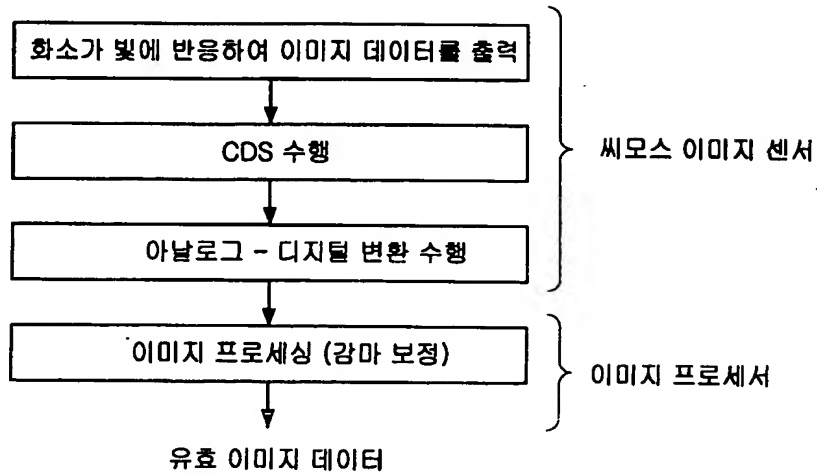 화소가 빛에 반응하여 이미지 데이터를 출력
CDS 수행
씨모스 이미지 센서
아날로그 - 디지털 변환 수행
이미지 프로세싱 (감마 보정)
이미지 프로세서
유효 이미지 데이터